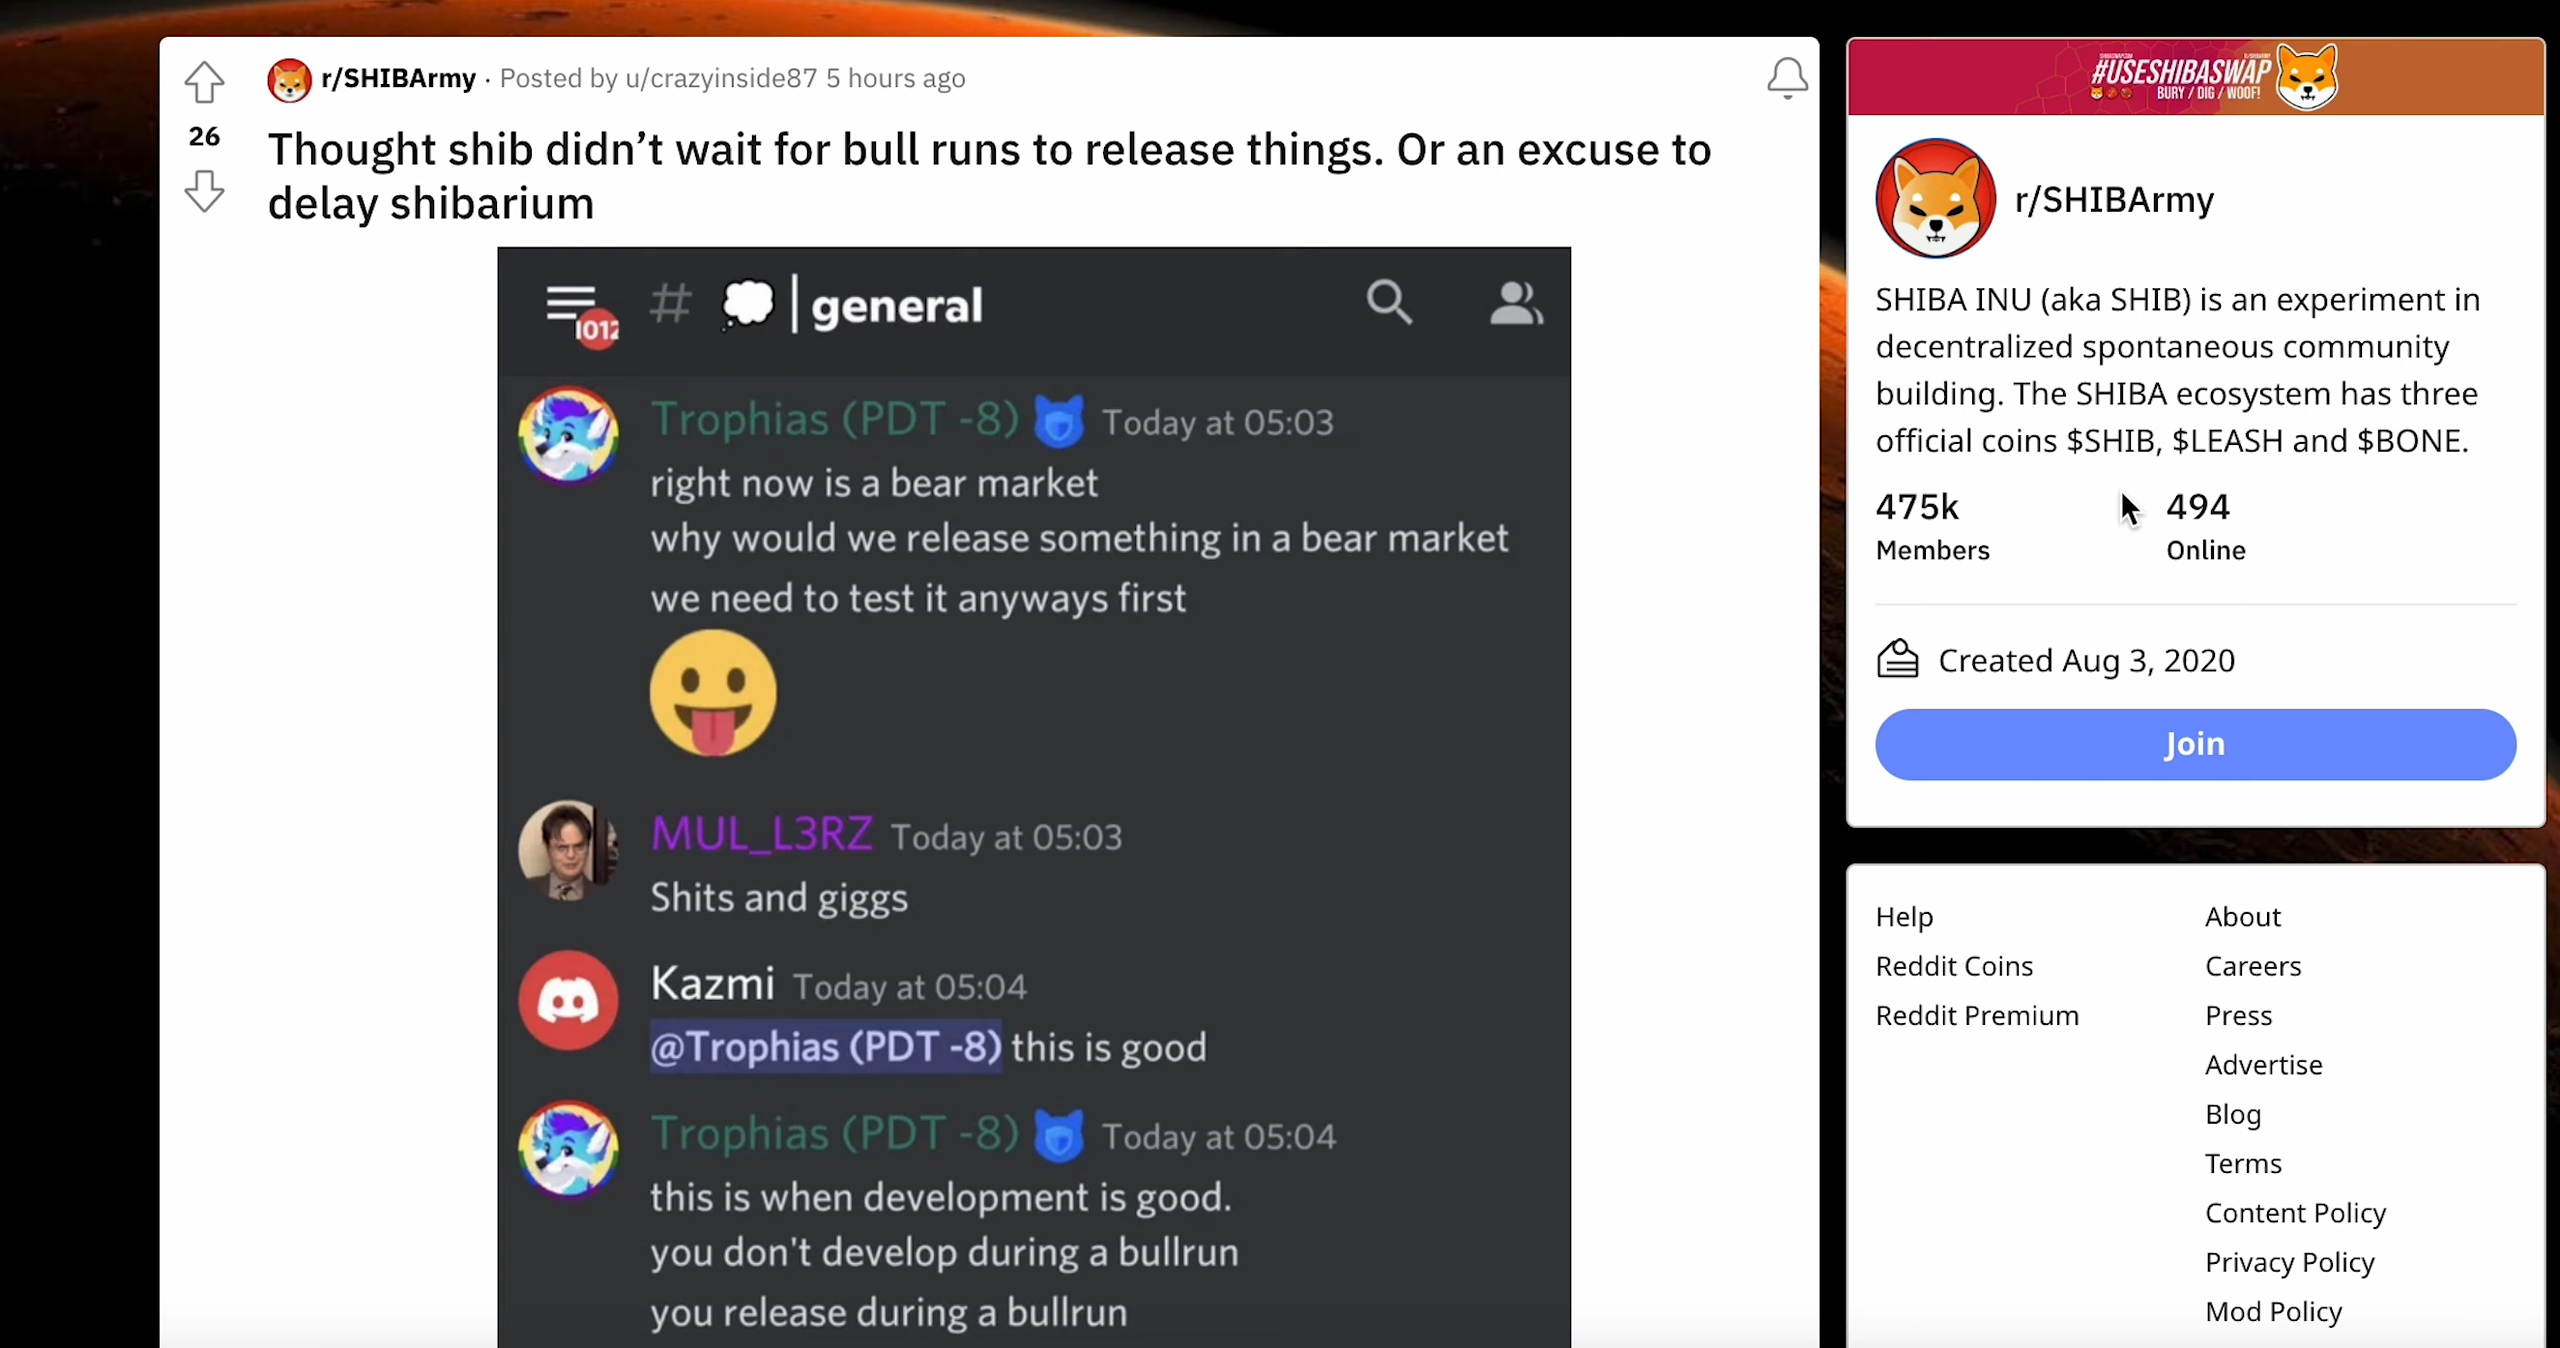 r/SHIBArmy · Posted by u/crazyinside87 5 hours ago
26
Thought shib didn’t wait for bull runs to release things. Or an excuse to
delay shibarium
1012
# | general
Trophias (PDT -8) Today at 05:03
right now is a bear market
why would we release something in a bear market
we need to test it anyways first
MUL_L3RZ Today at 05:03
Shits and giggs
Kazmi Today at 05:04
@Trophias (PDT -8) this is good
Trophias (PDT -8) Today at 05:04
this is when development is good.
you don't develop during a bullrun
you release during a bullrun
#USESHIBASWAP
BURY / DIG / WOOF!
r/SHIBArmy
SHIBA INU (aka SHIB) is an experiment in
decentralized spontaneous community
building. The SHIBA ecosystem has three
official coins $SHIB, $LEASH and $BONE.
475k 494
Members Online
Created Aug 3, 2020
Join
Help About
Reddit Coins Careers
Reddit Premium Press
Advertise
Blog
Terms
Content Policy
Privacy Policy
Mod Policy